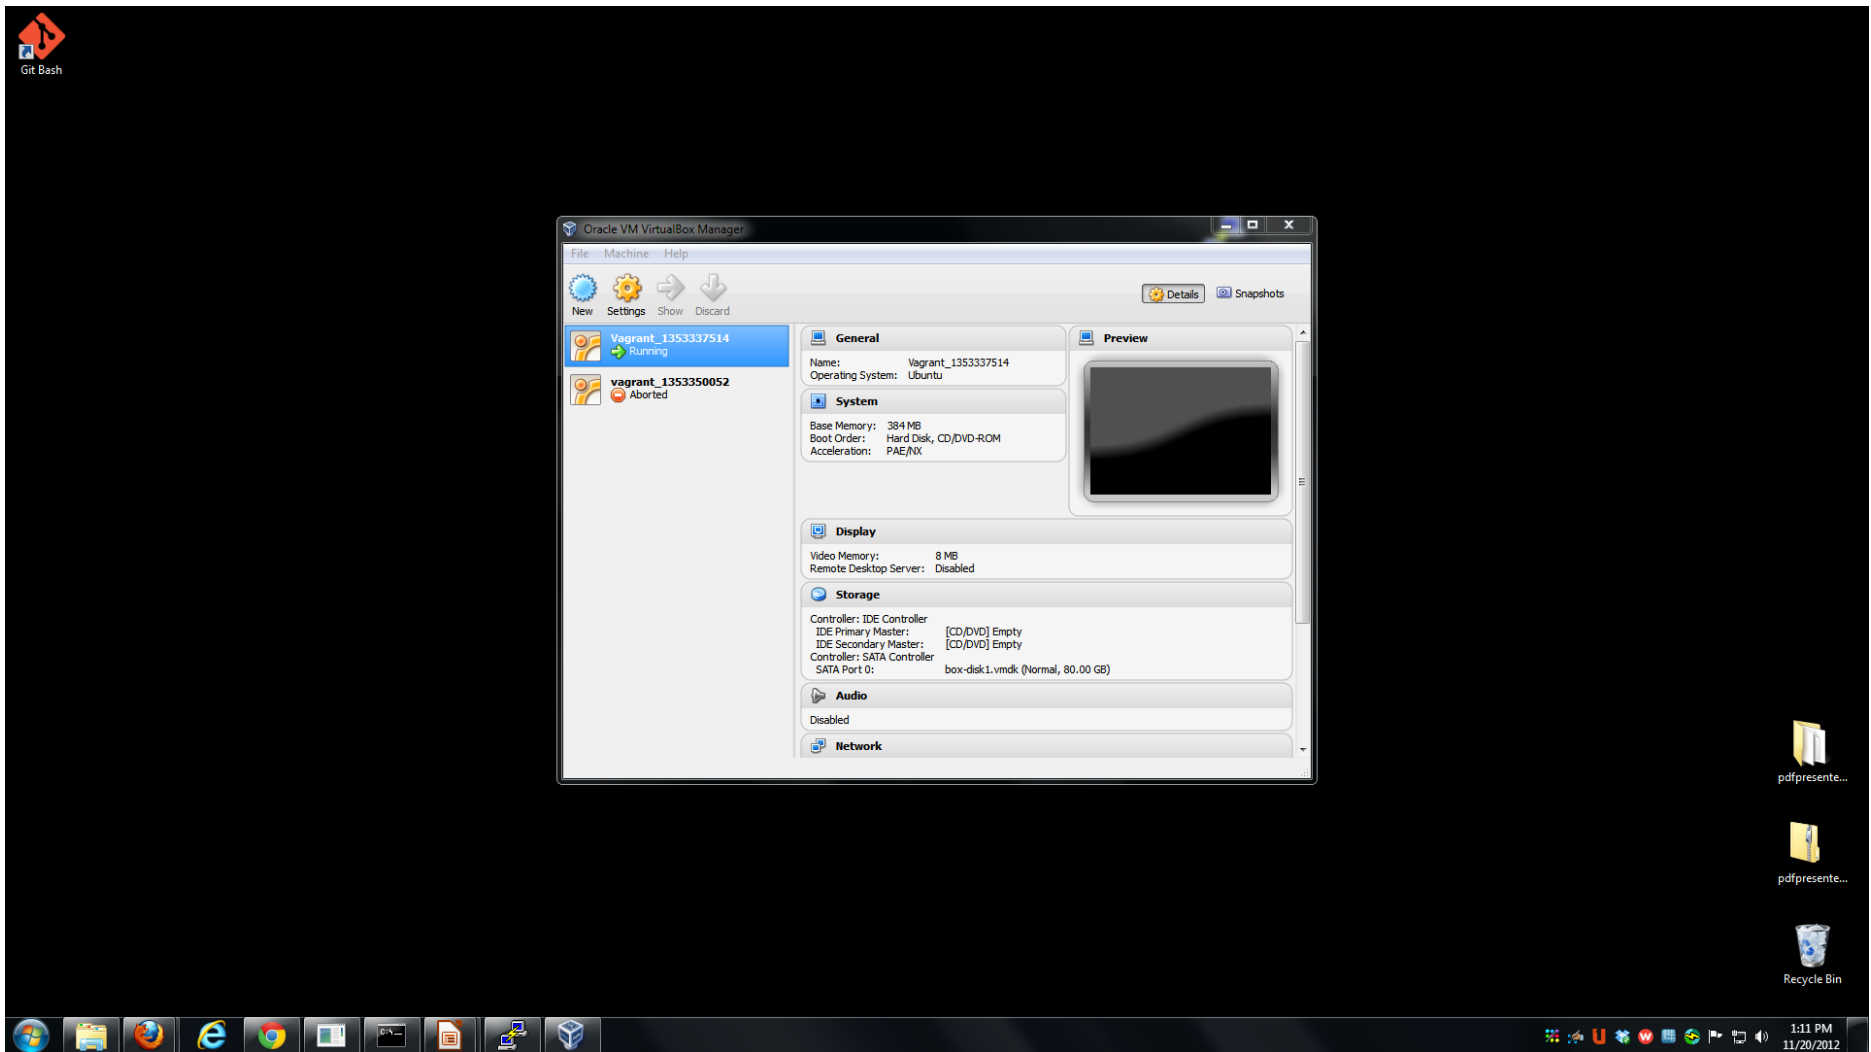 Git Bash
Oracle VM VirtualBox Manager
File Machine Help
New Settings Show Discard
Details Snapshots
Vagrant_1353337514
Running
vagrant_1353350052
Aborted
General
Name: Vagrant_1353337514
Operating System: Ubuntu
System
Base Memory: 384 MB
Boot Order: Hard Disk, CD/DVD-ROM
Acceleration: PAE/NX
Preview
Display
Video Memory: 8 MB
Remote Desktop Server: Disabled
Storage
Controller: IDE Controller
IDE Primary Master: [CD/DVD] Empty
IDE Secondary Master: [CD/DVD] Empty
Controller: SATA Controller
SATA Port 0: box-disk1.vmdk (Normal, 80.00 GB)
Audio
Disabled
Network
pdfpresente...
pdfpresente...
Recycle Bin
C:\_
1:11 PM
11/20/2012